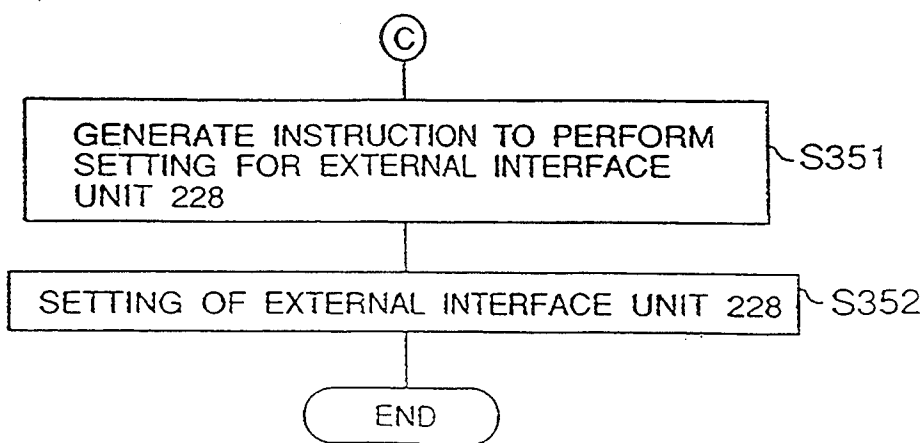 C
GENERATE INSTRUCTION TO PERFORM
SETTING FOR EXTERNAL INTERFACE
UNIT 228
S351
SETTING OF EXTERNAL INTERFACE UNIT 228
S352
END